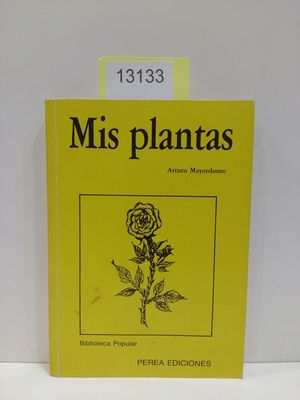 13133
Mis plantas
Arturo Mayordomo
Biblioteca Popular
PEREA EDICIONES